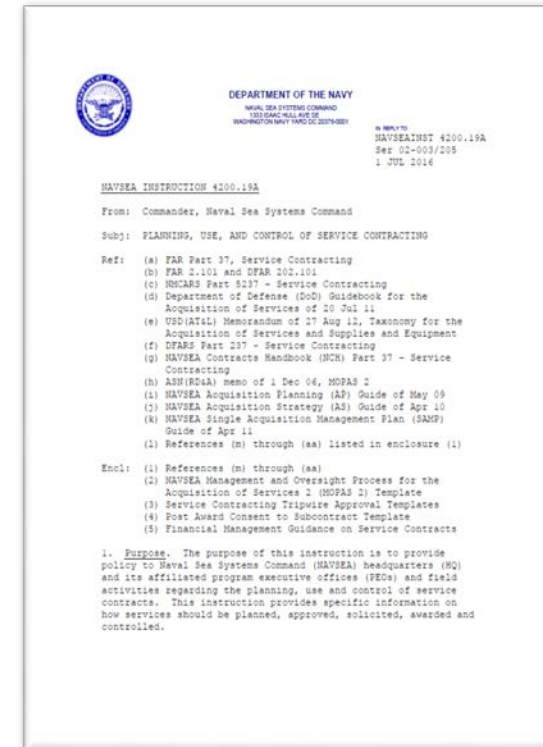 DEPARTMENT OF THE NAVY
NAVAL SEA SYSTEMS COMMAND
1333 ISAAC HULL AVE SE
WASHINGTON NAVY YARD DC 20376-0001
IN REPLY TO
NAVSEAINST 4200.19A
Ser 02-003/205
1 JUL 2016
NAVSEA INSTRUCTION 4200.19A
From: Commander, Naval Sea Systems Command
Subj: PLANNING, USE, AND CONTROL OF SERVICE CONTRACTING
Ref: (a) FAR Part 37, Service Contracting
(b) FAR 2.101 and DFAR 202.101
(c) NMCARS Part 5237 - Service Contracting
(d) Department of Defense (DoD) Guidebook for the
Acquisition of Services of 20 Jul 11
(e) USD(AT&L) Memorandum of 27 Aug 12, Taxonomy for the
Acquisition of Services and Supplies and Equipment
(f) DFARS Part 237 - Service Contracting
(g) NAVSEA Contracts Handbook (NCH) Part 37 - Service
Contracting
(h) ASN(RD&A) memo of 1 Dec 06, MOPAS 2
(i) NAVSEA Acquisition Planning (AP) Guide of May 09
(j) NAVSEA Acquisition Strategy (AS) Guide of Apr 10
(k) NAVSEA Single Acquisition Management Plan (SAMP)
Guide of Apr 11
(l) References (m) through (aa) listed in enclosure (1)
Encl: (1) References (m) through (aa)
(2) NAVSEA Management and Oversight Process for the
Acquisition of Services 2 (MOPAS 2) Template
(3) Service Contracting Tripwire Approval Templates
(4) Post Award Consent to Subcontract Template
(5) Financial Management Guidance on Service Contracts
1. Purpose. The purpose of this instruction is to provide
policy to Naval Sea Systems Command (NAVSEA) headquarters (HQ)
and its affiliated program executive offices (PEOs) and field
activities regarding the planning, use and control of service
contracts. This instruction provides specific information on
how services should be planned, approved, solicited, awarded and
controlled.